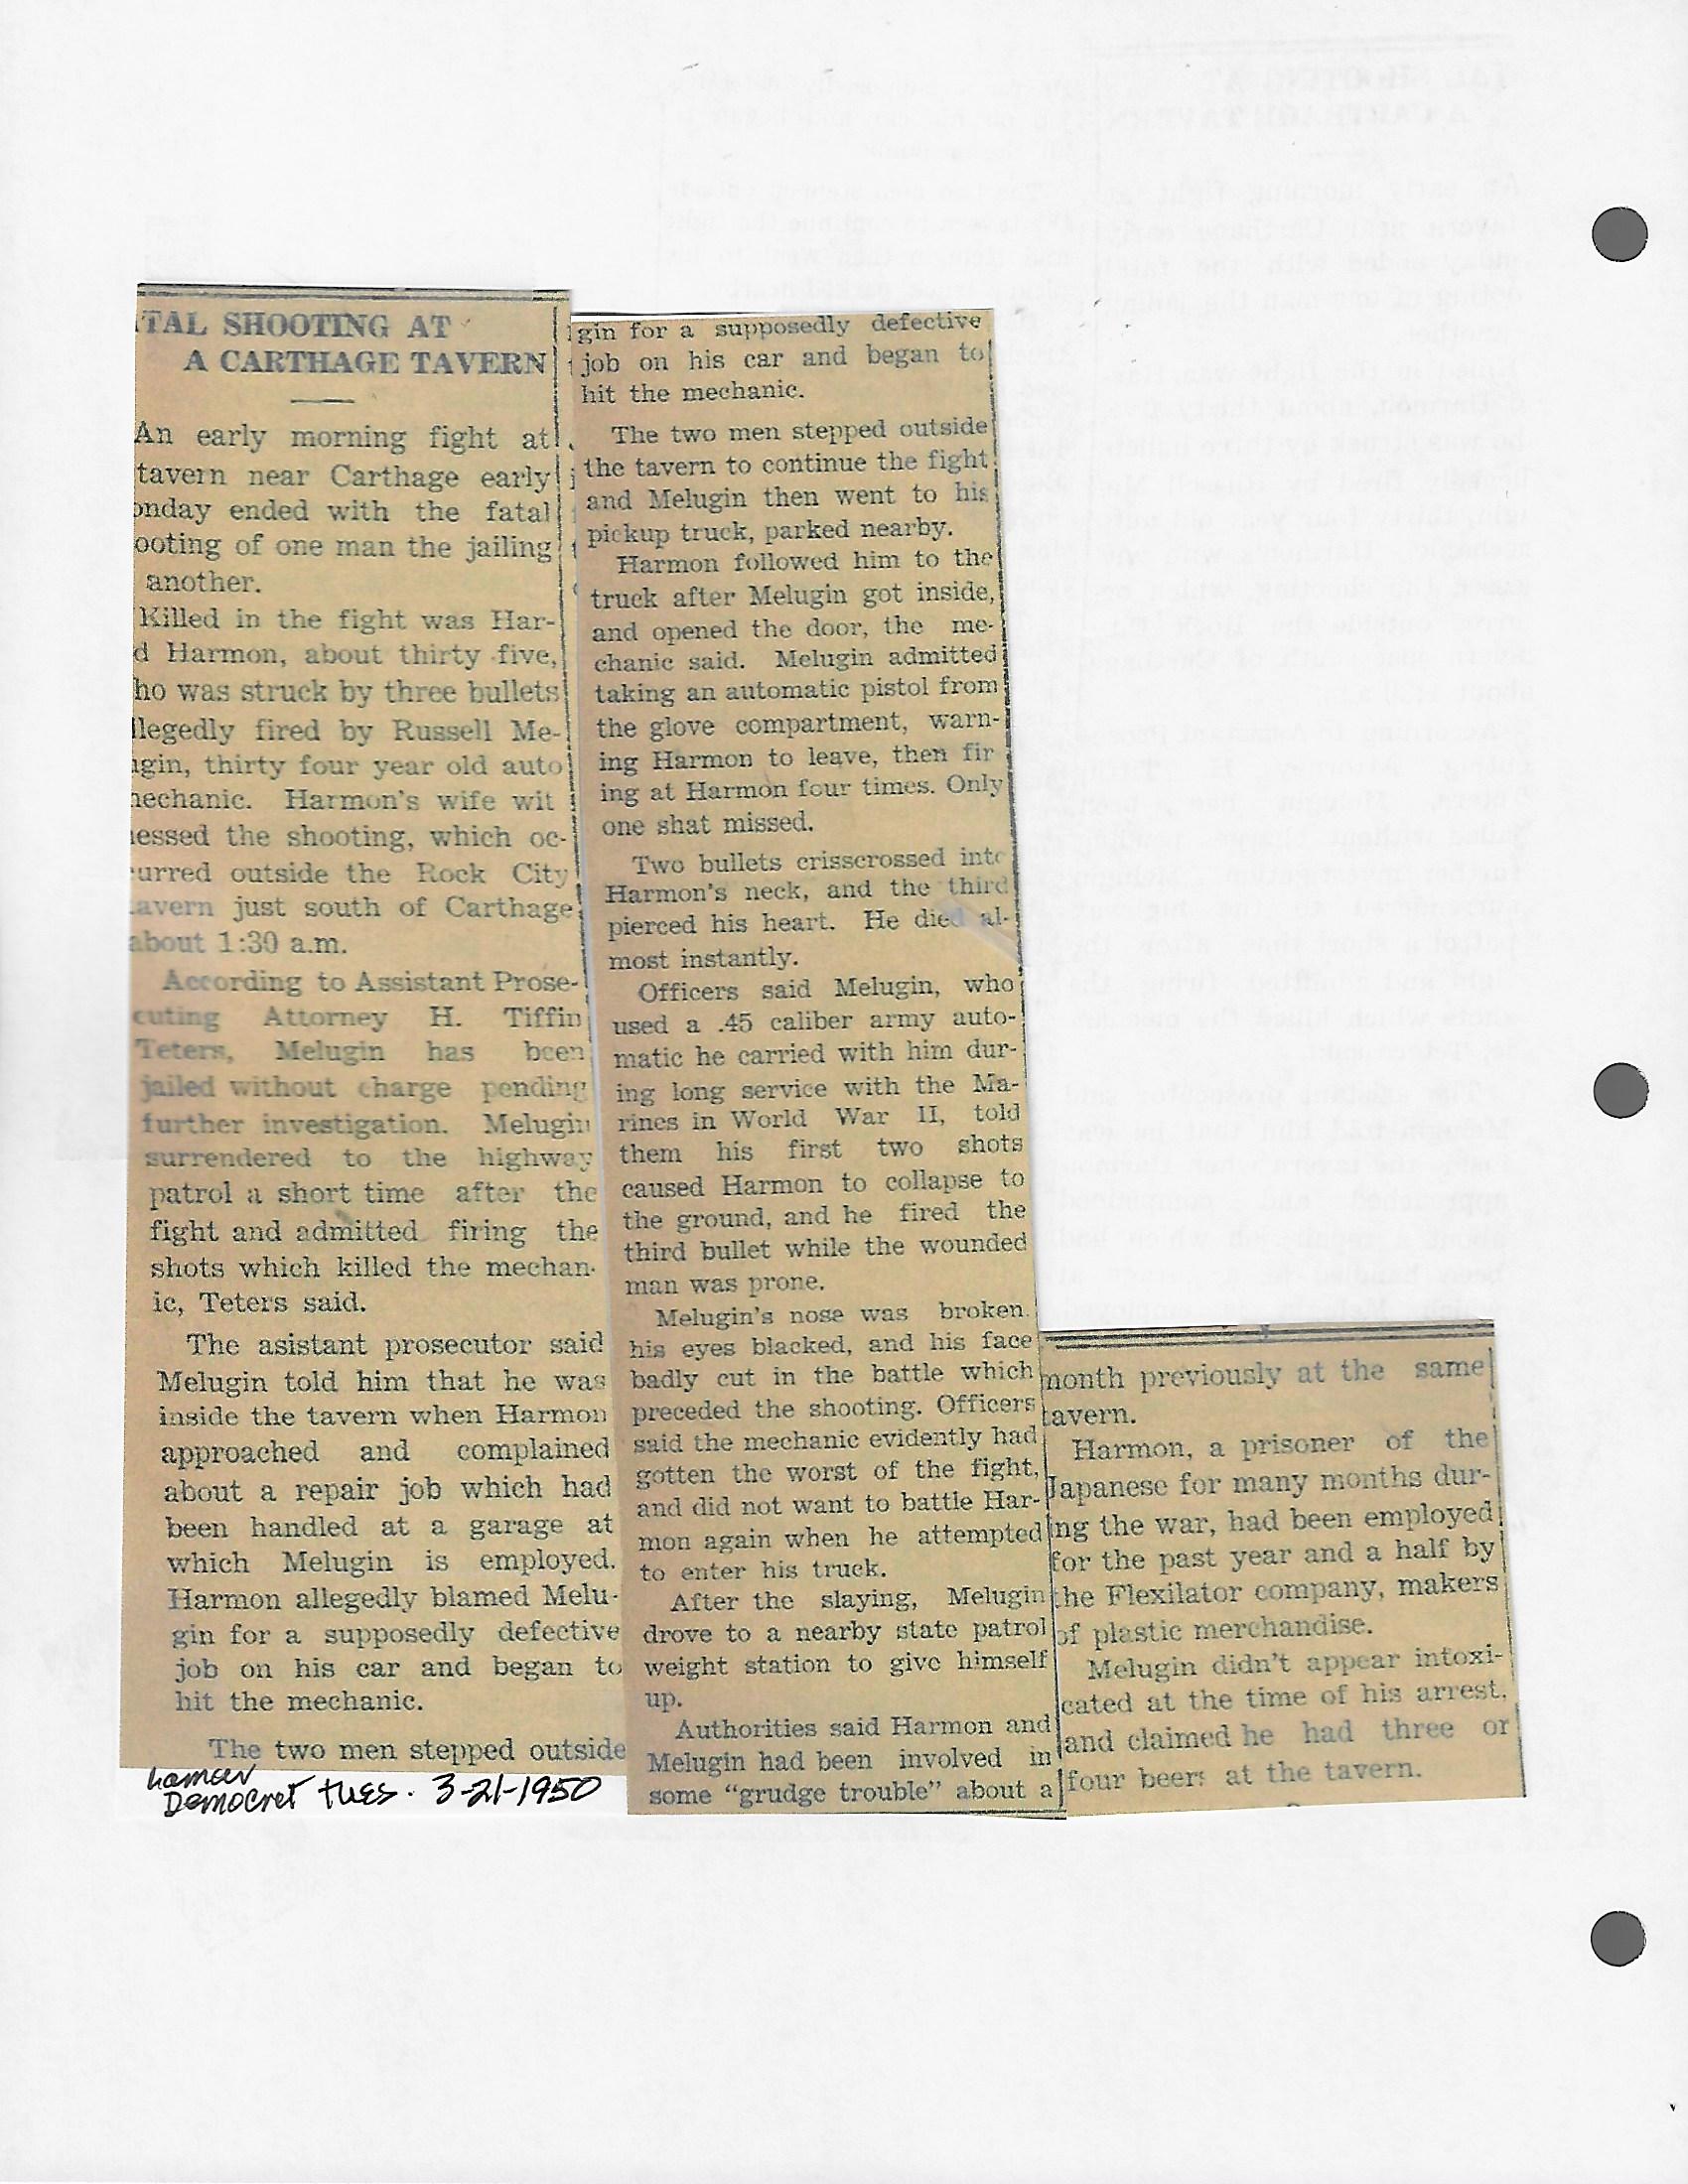 TAL SHOOTING AT
A CARTHAGE TAVERN
An early morning fight at
tavern near Carthage early
onday ended with the fatal
ooting of one man the jailing
another.
Killed in the fight was Har-
d Harmon, about thirty five,
ho was struck by three bullets
llegedly fired by Russell Me-
ugin, thirty four year old auto
mechanic. Harmon's wife wit
nessed the shooting, which oc-
urred outside the Rock City
tavern just south of Carthage
about 1:30 a.m.
According to Assistant Prose-
cuting Attorney H. Tiffin
Teters, Melugin has been
jailed without charge pending
further investigation. Melugin
surrendered to the highway
patrol a short time after the
fight and admitted firing the
shots which killed the mechan-
ic, Teters said.
The asistant prosecutor said
Melugin told him that he was
inside the tavern when Harmon
approached and complained
about a repair job which had
been handled at a garage at
which Melugin is employed.
Harmon allegedly blamed Melu-
gin for a supposedly defective
job on his car and began to
hit the mechanic.
The two men stepped outside
Lamar
Democrat tues. 3-21-1950
gin for a supposedly defective
job on his car and began to
hit the mechanic.
The two men stepped outside
the tavern to continue the fight
and Melugin then went to his
pickup truck, parked nearby.
Harmon followed him to the
truck after Melugin got inside,
and opened the door, the me-
chanic said. Melugin admitted
taking an automatic pistol from
the glove compartment, warn-
ing Harmon to leave, then fir
ing at Harmon four times. Only
one shat missed.
Two bullets crisscrossed into
Harmon's neck, and the third
pierced his heart. He died al-
most instantly.
Officers said Melugin, who
used a .45 caliber army auto-
matic he carried with him dur-
ing long service with the Ma-
rines in World War II, told
them his first two shots
caused Harmon to collapse to
the ground, and he fired the
third bullet while the wounded
man was prone.
Melugin's nose was broken.
his eyes blacked, and his face
badly cut in the battle which
preceded the shooting. Officers
said the mechanic evidently had
gotten the worst of the fight,
and did not want to battle Har-
mon again when he attempted
to enter his truck.
After the slaying, Melugin
drove to a nearby state patrol
weight station to give himself
up.
Authorities said Harmon and
Melugin had been involved in
some "grudge trouble" about a
month previously at the same
tavern.
Harmon, a prisoner of the
Japanese for many months dur-
ing the war, had been employed
for the past year and a half by
the Flexilator company, makers
of plastic merchandise.
Melugin didn't appear intoxi-
cated at the time of his arrest,
and claimed he had three or
four beers at the tavern.